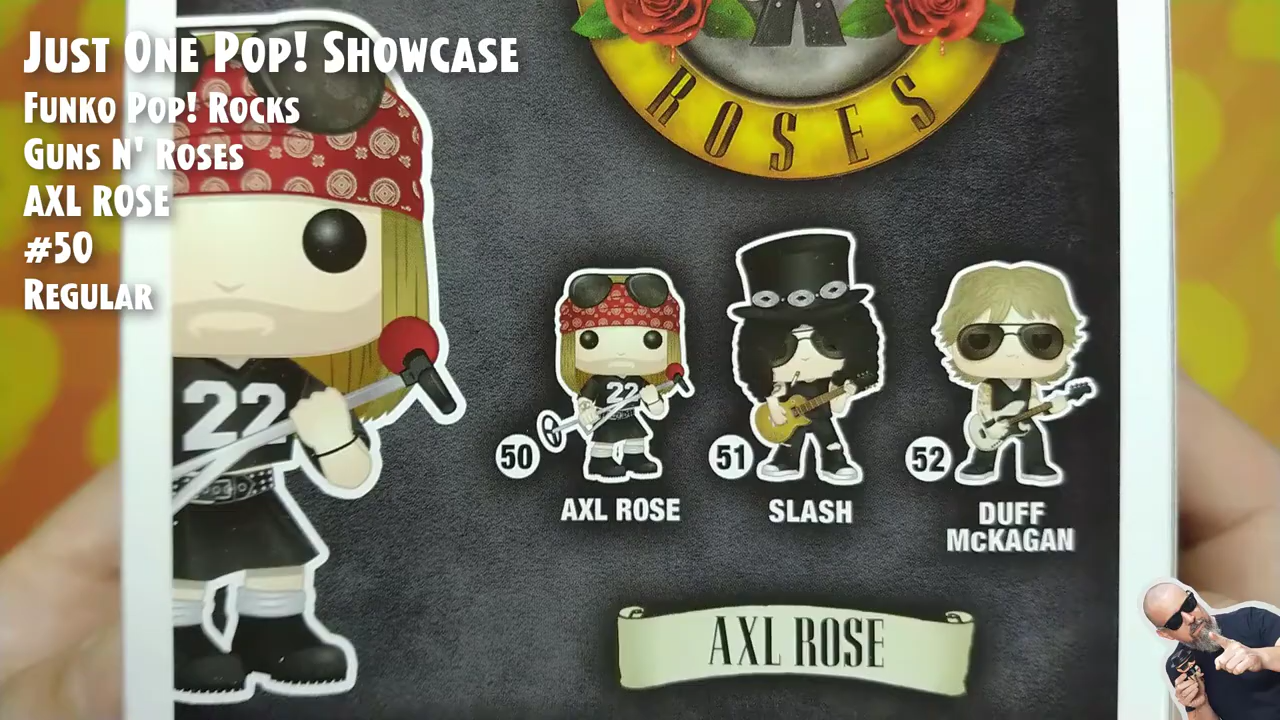 Just One Pop! Showcase
Funko Pop! Rocks
Guns N' Roses
AXL ROSE
#50
Regular
ROSES
22
22
50
51
52
AXL ROSE
SLASH
DUFF
McKAGAN
AXL ROSE